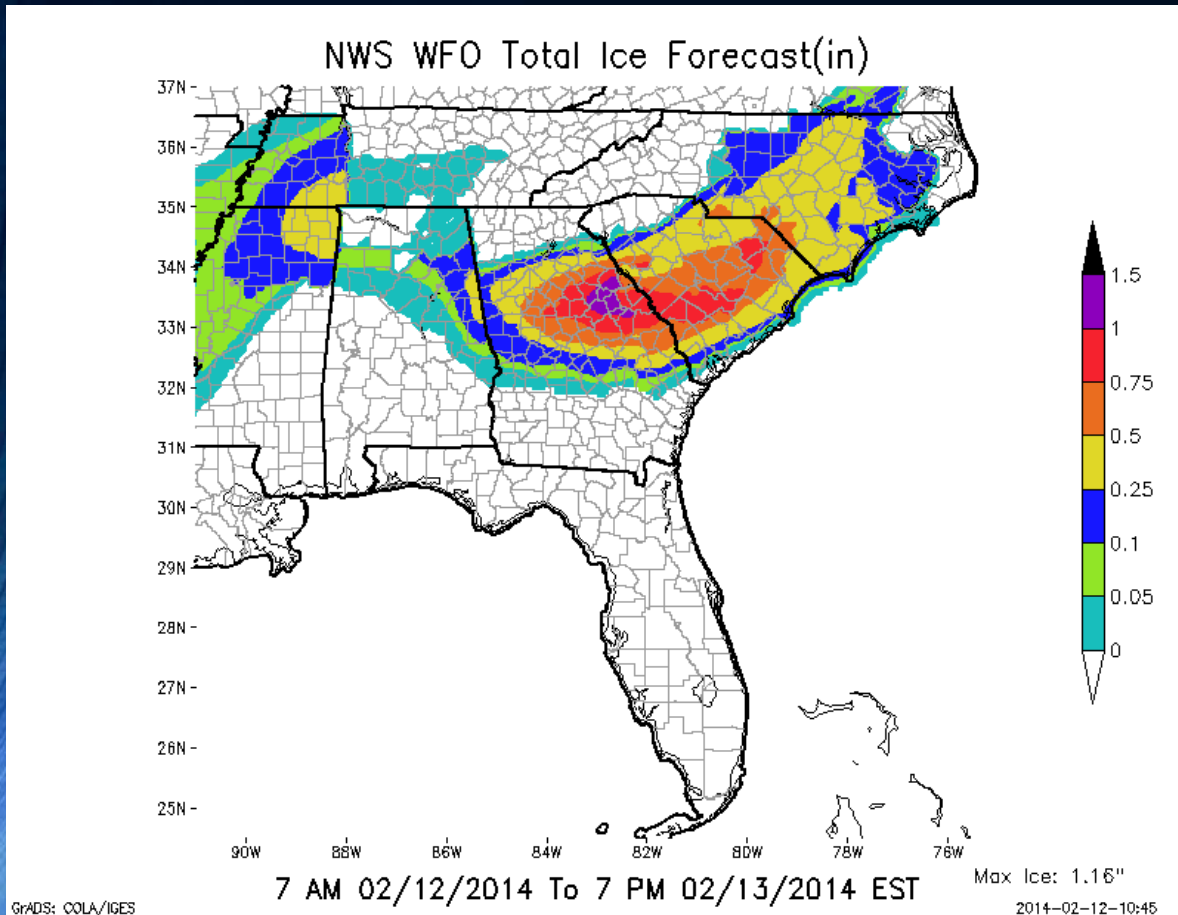 NWS WFO Total Ice Forecast(in)
37N
36N
35N
34N
33N
32N
31N
30N
29N
28N
27N
26N
25N
90W 88W 86W 84W 82W 80W 78W 76W
1.5
1
0.75
0.5
0.25
0.1
0.05
0
7 AM 02/12/2014 To 7 PM 02/13/2014 EST
Max Ice: 1.16"
GrADS: COLA/IGES
2014-02-12-10:45